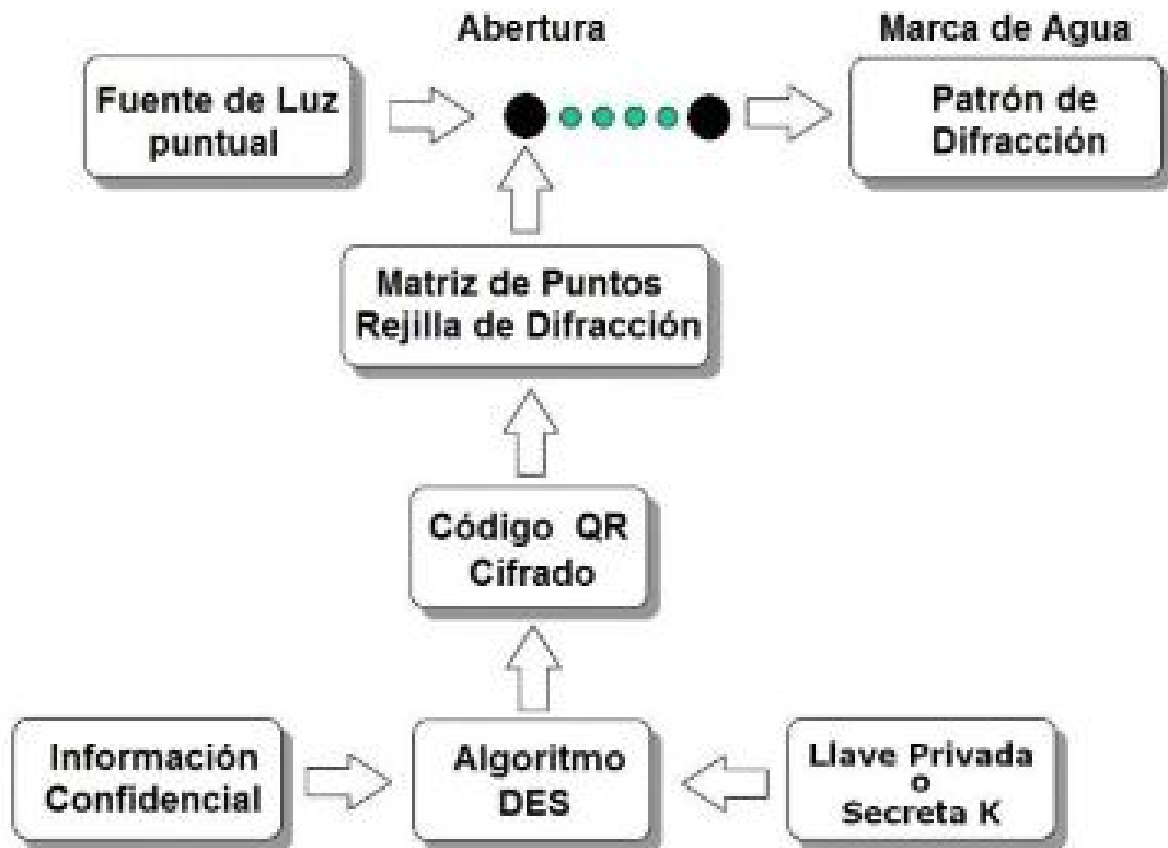 Abertura
Marca de Agua
Fuente de Luz
puntual
Patrón de
Difracción
Matriz de Puntos
Rejilla de Difracción
Código QR
Cifrado
Información
Confidencial
Algoritmo
DES
Llave Privada
o
Secreta K